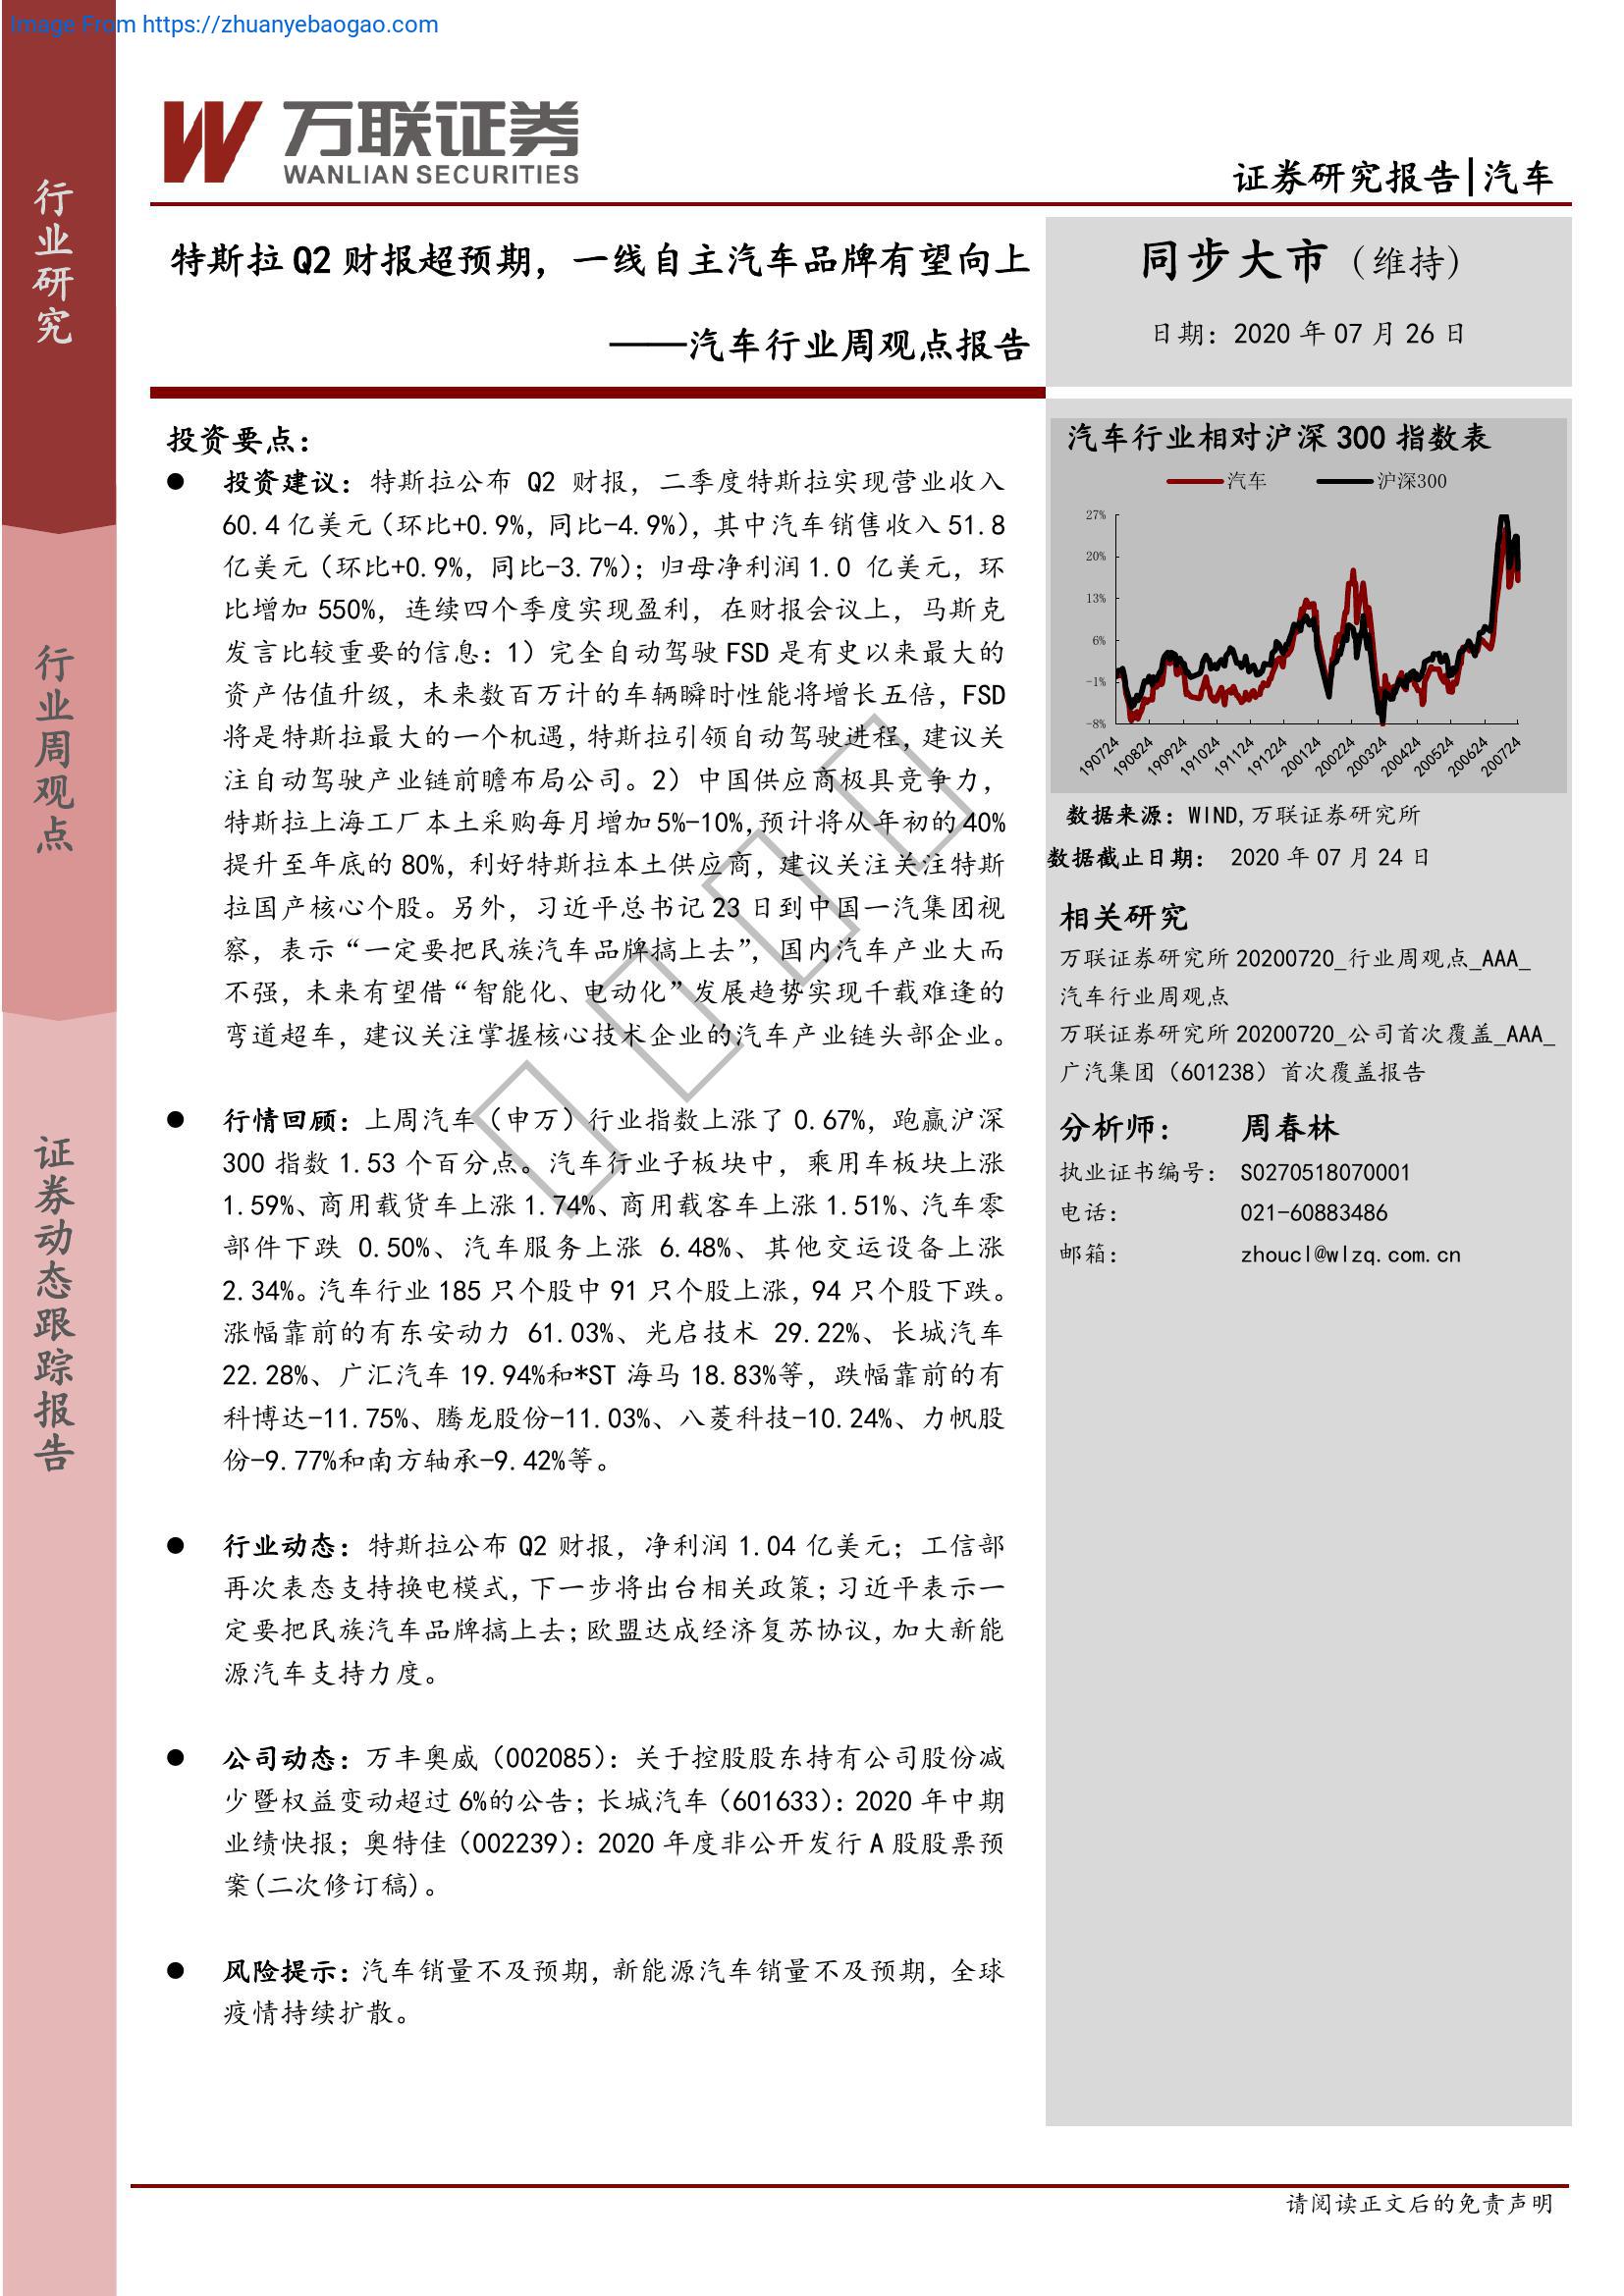 Image From https://zhuanyebaogao.com
万联证券
WANLIAN SECURITIES
证券研究报告|汽车
行业研究
行业周观点
证券动态跟踪报告
特斯拉 Q2 财报超预期，一线自主汽车品牌有望向上
——汽车行业周观点报告
同步大市（维持）
日期：2020 年 07 月 26 日
投资要点：
● 投资建议：特斯拉公布 Q2 财报，二季度特斯拉实现营业收入
60.4 亿美元（环比+0.9%，同比-4.9%），其中汽车销售收入 51.8
亿美元（环比+0.9%，同比-3.7%）；归母净利润 1.0 亿美元，环
比增加 550%，连续四个季度实现盈利，在财报会议上，马斯克
发言比较重要的信息：1）完全自动驾驶 FSD 是有史以来最大的
资产估值升级，未来数百万计的车辆瞬时性能将增长五倍，FSD
将是特斯拉最大的一个机遇，特斯拉引领自动驾驶进程，建议关
注自动驾驶产业链前瞻布局公司。2）中国供应商极具竞争力，
特斯拉上海工厂本土采购每月增加 5%-10%,预计将从年初的 40%
提升至年底的 80%，利好特斯拉本土供应商，建议关注关注特斯
拉国产核心个股。另外，习近平总书记 23 日到中国一汽集团视
察，表示“一定要把民族汽车品牌搞上去”，国内汽车产业大而
不强，未来有望借“智能化、电动化”发展趋势实现千载难逢的
弯道超车，建议关注掌握核心技术企业的汽车产业链头部企业。
● 行情回顾：上周汽车（申万）行业指数上涨了 0.67%，跑赢沪深
300 指数 1.53 个百分点。汽车行业子板块中，乘用车板块上涨
1.59%、商用载货车上涨 1.74%、商用载客车上涨 1.51%、汽车零
部件下跌 0.50%、汽车服务上涨 6.48%、其他交运设备上涨
2.34%。汽车行业 185 只个股中 91 只个股上涨，94 只个股下跌。
涨幅靠前的有东安动力 61.03%、光启技术 29.22%、长城汽车
22.28%、广汇汽车 19.94%和*ST 海马 18.83%等，跌幅靠前的有
科博达-11.75%、腾龙股份-11.03%、八菱科技-10.24%、力帆股
份-9.77%和南方轴承-9.42%等。
● 行业动态：特斯拉公布 Q2 财报，净利润 1.04 亿美元；工信部
再次表态支持换电模式，下一步将出台相关政策；习近平表示一
定要把民族汽车品牌搞上去；欧盟达成经济复苏协议，加大新能
源汽车支持力度。
● 公司动态：万丰奥威（002085）：关于控股股东持有公司股份减
少暨权益变动超过 6%的公告；长城汽车（601633）：2020 年中期
业绩快报；奥特佳（002239）：2020 年度非公开发行 A 股股票预
案(二次修订稿)。
● 风险提示：汽车销量不及预期，新能源汽车销量不及预期，全球
疫情持续扩散。
汽车行业相对沪深 300 指数表
汽车 沪深300
27%
20%
13%
6%
-1%
-8%
190724 190824 190924 191024 191124 191224 200124 200224 200324 200424 200524 200624 200724
数据来源：WIND,万联证券研究所
数据截止日期： 2020 年 07 月 24 日
相关研究
万联证券研究所 20200720_行业周观点_AAA_
汽车行业周观点
万联证券研究所 20200720_公司首次覆盖_AAA_
广汽集团（601238）首次覆盖报告
分析师： 周春林
执业证书编号： S0270518070001
电话： 021-60883486
邮箱： zhoucl@wlzq.com.cn
请阅读正文后的免责声明